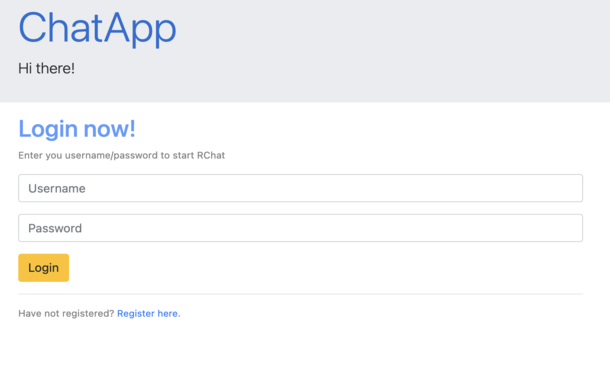 ChatApp
Hi there!
Login now!
Enter you username/password to start RChat
Username
Password
Login
Have not registered? Register here.